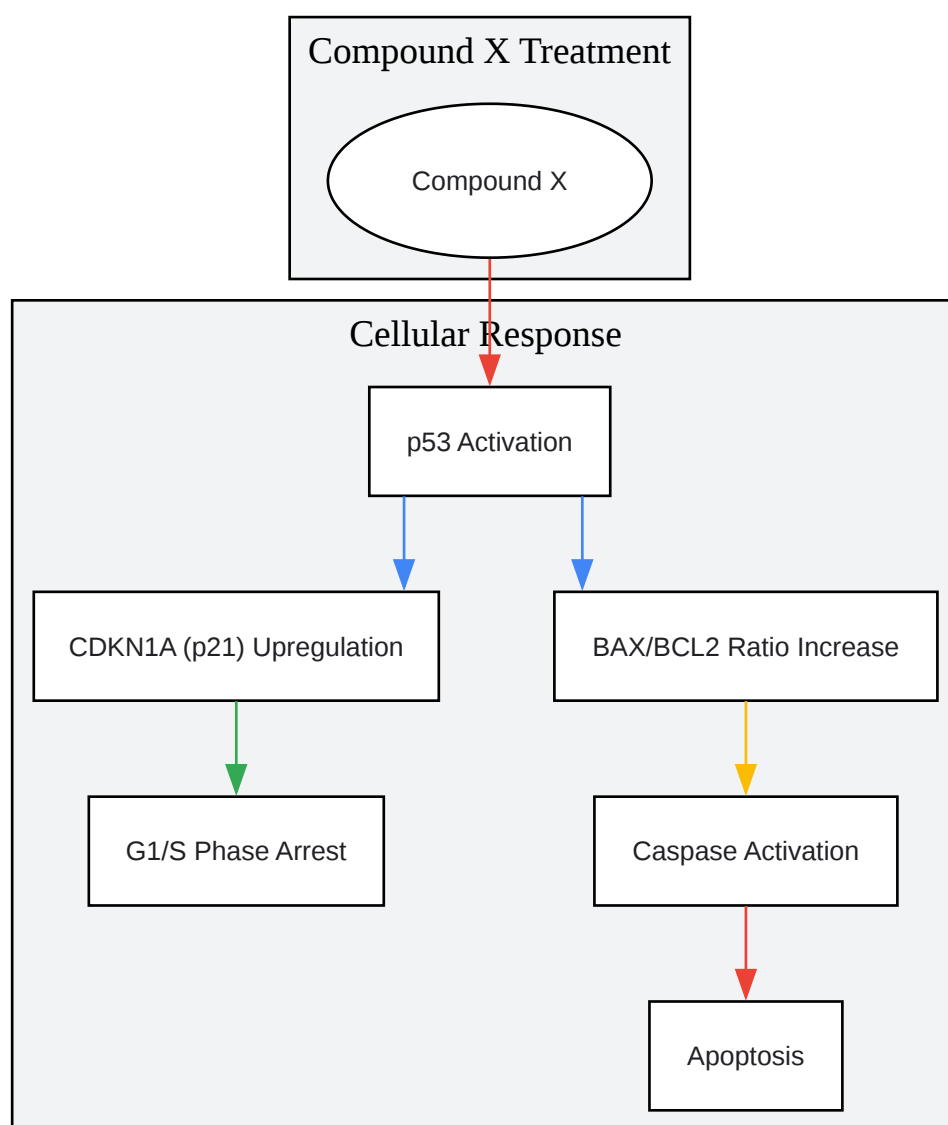 Compound X Treatment
Compound X
Cellular Response
p53 Activation
CDKN1A (p21) Upregulation
BAX/BCL2 Ratio Increase
G1/S Phase Arrest
Caspase Activation
Apoptosis